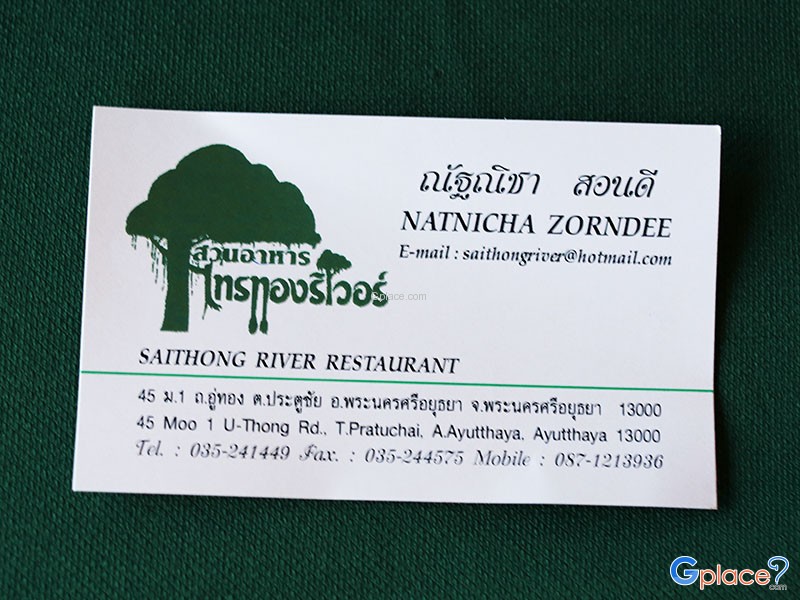 ณัฐณิชา สอนดี
NATNICHA ZORNDEE
E-mail : saithongriver@hotmail.com
สวนอาหาร
ไทรทองริเวอร์
SAITHONG RIVER RESTAURANT
45 ม.1 ถ.อู่ทอง ต.ประตูชัย อ.พระนครศรีอยุธยา จ.พระนครศรีอยุธยา 13000
45 Moo 1 U-Thong Rd., T.Pratuchai, A.Ayutthaya, Ayutthaya 13000
Tel. : 035-241449 Fax. : 035-244575 Mobile : 087-1213936
Gplace.com
Gplace
.com